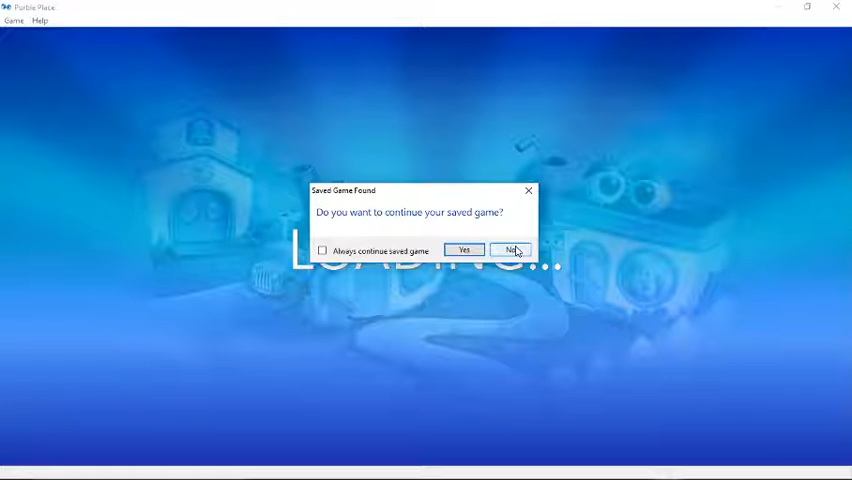 Purble Place
Game Help
Saved Game Found
Do you want to continue your saved game?
Always continue saved game
Yes
No
LOADING...